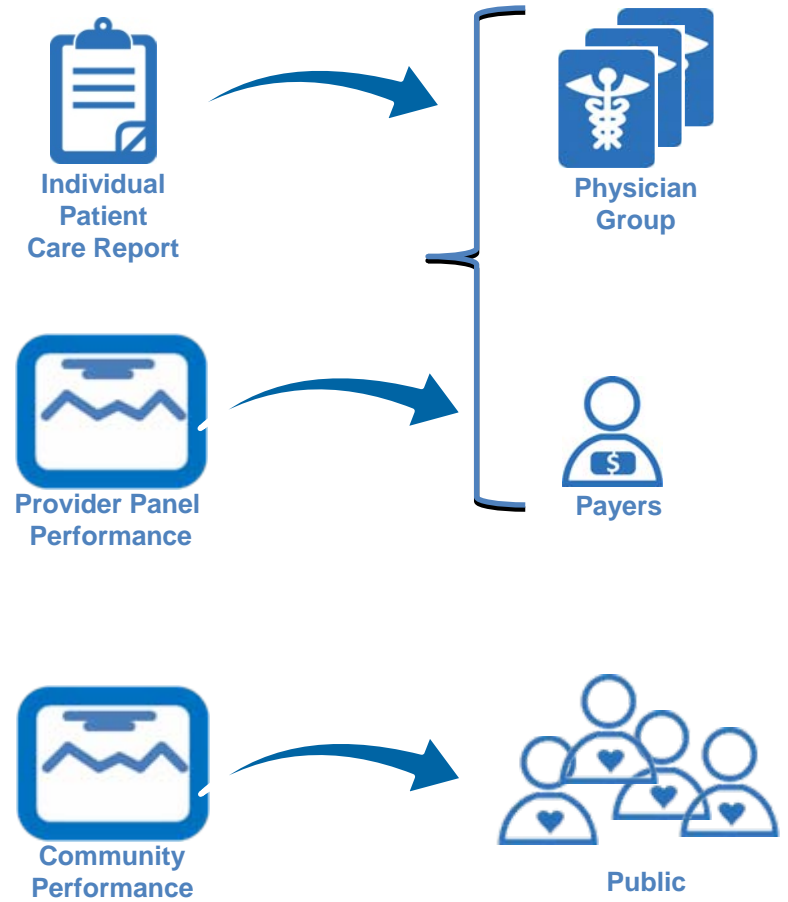 Individual
Patient
Care Report
Physician
Group
Provider Panel
Performance
$
Payers
Community
Performance
Public